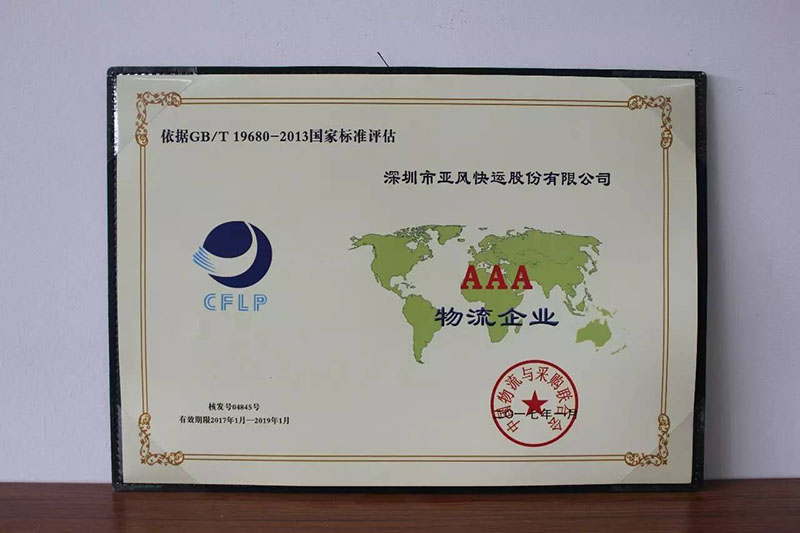 依据GB/T 19680-2013国家标准评估
深圳市亚风快运股份有限公司
CFLP
AAA
物流企业
中国物流与采购联合会
二〇一七年一月
核发号04845号
有效期限2017年1月—2019年1月